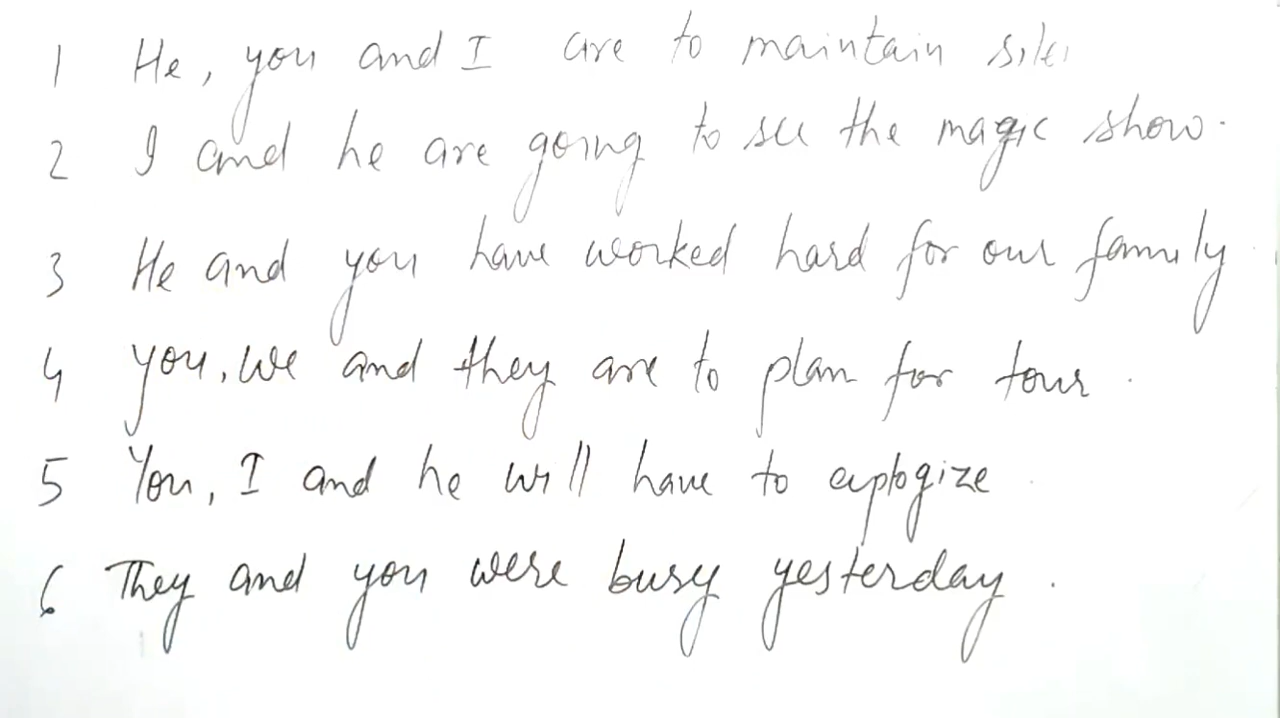 1 He, you and I are to maintain
2 I and he are going to see the magic show.
3 He and you have worked hard for our family
4 you, we and they are to plan for tour.
5 You, I and he will have to aplogize
6 They and you were busy yesterday.